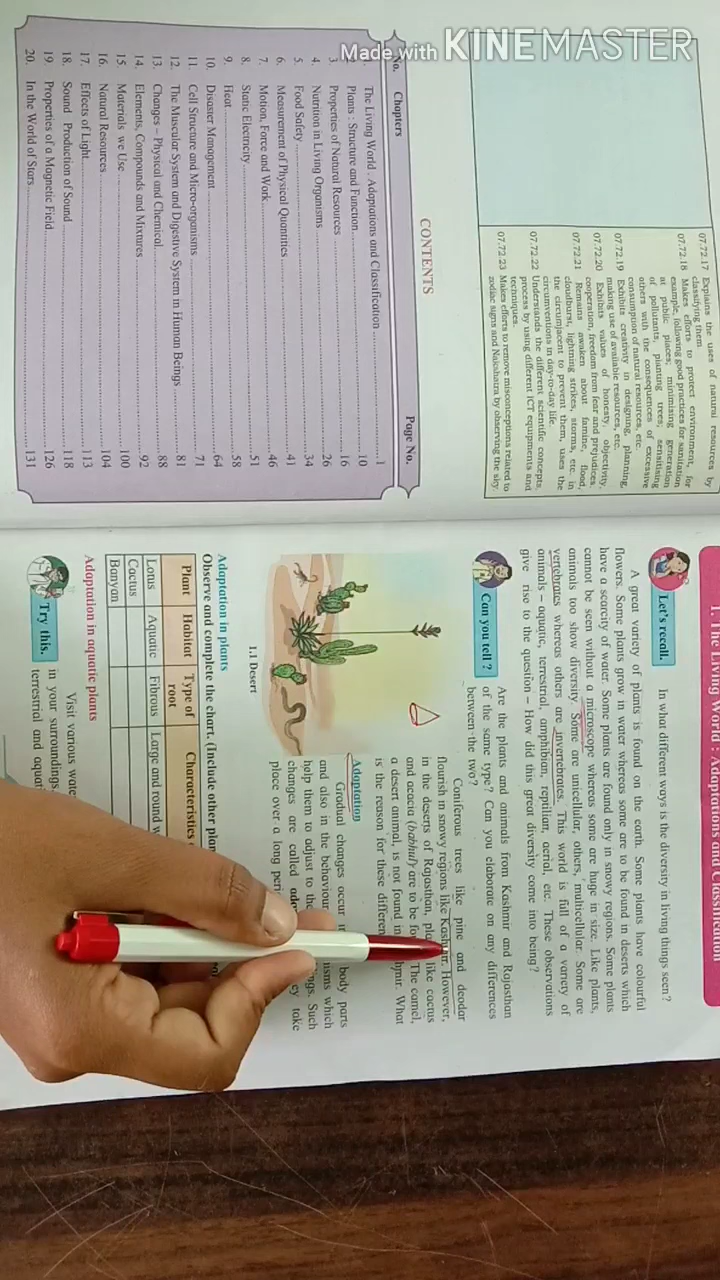 Made with KINEMASTER
07.72.17 Explains the uses of natural resources by
classifying them
07.72.18 Makes efforts to protect environment, for
example, following good practices for sanitation
at public places; minimising generation
of pollutants, planting trees; sensitising
others with the consequences of excessive
consumption of natural resources, etc.
07.72.19 Exhibits creativity in designing, planning,
making use of available resources, etc.
07.72.20 Exhibits values of honesty, objectivity,
cooperation, freedom from fear and prejudices.
07.72.21 Remains awaken about famine, flood,
cloudburst, lightning strikes, storms, etc. in
the circumjacent to prevent them, uses the
circumventions in day-to-day life.
07.72.22 Understands the different scientific concepts,
process by using different ICT equipments and
techniques.
07.72.23 Makes efforts to remove misconceptions related to
zodiac signs and Nakshatra by observing the sky.
CONTENTS
No. Chapters Page No.
The Living World : Adaptations and Classification 1
Plants : Structure and Function 10
3. Properties of Natural Resources 16
4. Nutrition in Living Organisms 26
5. Food Safety 34
6. Measurement of Physical Quantities 41
7. Motion, Force and Work 46
8. Static Electricity 51
9. Heat 58
10. Disaster Management 64
11. Cell Structure and Micro-organisms 71
12. The Muscular System and Digestive System in Human Beings 81
13. Changes – Physical and Chemical 88
14. Elements, Compounds and Mixtures 92
15. Materials we Use 100
16. Natural Resources 104
17. Effects of Light 113
18. Sound Production of Sound 118
19. Properties of a Magnetic Field 126
20. In the World of Stars 131
1. The Living World : Adaptations and Classification
Let's recall. In what different ways is the diversity in living things seen?
A great variety of plants is found on the earth. Some plants have colourful
flowers. Some plants grow in water whereas some are to be found in deserts which
have a scarcity of water. Some plants are found only in snowy regions. Some plants
cannot be seen without a microscope whereas some are huge in size. Like plants,
animals too show diversity. Some are unicellular, others, multicellular. Some are
vertebrates whereas others are invertebrates. This world is full of a variety of
animals – aquatic, terrestrial, amphibian, reptilian, aerial, etc. These observations
give rise to the question – How did this great diversity come into being?
Can you tell ? Are the plants and animals from Kashmir and Rajasthan
of the same type? Can you elaborate on any differences
between the two?
Coniferous trees like pine and deodar
flourish in snowy regions like Kashmir. However,
in the deserts of Rajasthan, like cactus
and acacia (babhul) are to be The camel,
a desert animal, is not found in What
is the reason for these
1.1 Desert
Adaptation
Gradual changes occur body parts
and also in the behaviour which
help them to adjust to Such
changes are called take
place over a long
Adaptation in plants
Observe and complete the chart. (Include other
Plant Habitat Type of root Characteristics
Lotus Aquatic Fibrous Large and round
Cactus
Banyan
Adaptation in aquatic plants
Try this. Visit various
in your surroundings.
terrestrial and